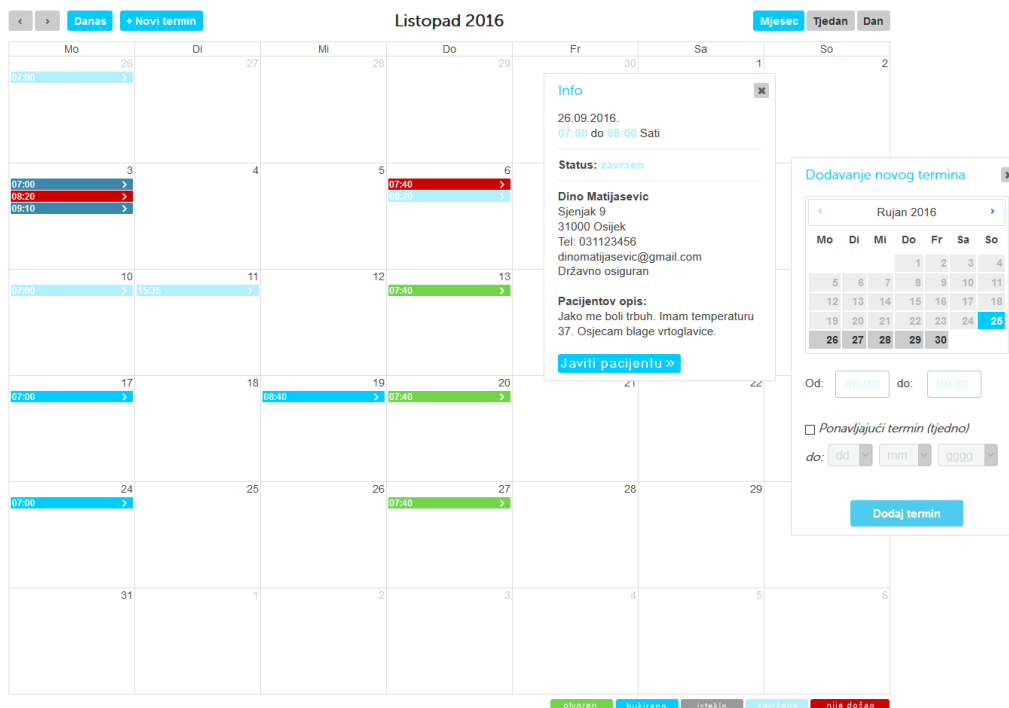 ‹ › Danas + Novi termin Listopad 2016 Mjesec Tjedan Dan
Mo Di Mi Do Fr Sa So
26 27 28 29 30 1 2
07:00
Info
26.09.2016.
07:00 do 08:00 Sati
Status: zavrsen
Dino Matijasevic
Sjenjak 9
31000 Osijek
Tel: 031123456
dinomatijasevic@gmail.com
Državno osiguran
Pacijentov opis:
Jako me boli trbuh. Imam temperaturu
37. Osjecam blage vrtoglavice.
Javiti pacijentu »
3 4 5 6
07:00 07:40
08:20 08:20
09:10
10 11 12 13
07:00 15:35 07:40
17 18 19 20 21 22
07:00 08:40 07:40
24 25 26 27 28 29
07:00 07:40
31 1 2 3 4 5 6
Dodavanje novog termina
‹ Rujan 2016 ›
Mo Di Mi Do Fr Sa So
1 2 3 4
5 6 7 8 9 10 11
12 13 14 15 16 17 18
19 20 21 22 23 24 25
26 27 28 29 30
Od: 00:00 do: 00:10
Ponavljajući termin (tjedno)
do: dd mm gggg
Dodaj termin
otvoren bukirano isteklo završeno nije došao